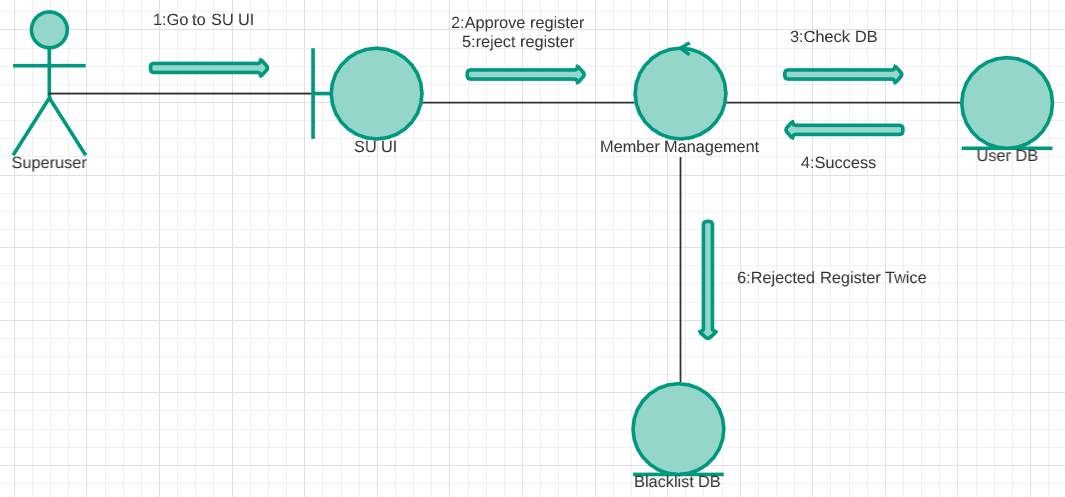 1:Go to SU UI
2:Approve register
5:reject register
3:Check DB
Superuser
SU UI
Member Management
4:Success
User DB
6:Rejected Register Twice
Blacklist DB